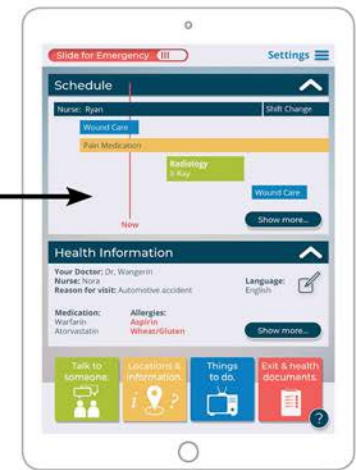 Slide for Emergency
Settings
Schedule
Nurse: Ryan
Shift Change
Wound Care
Pain Medication
Radiology
X-Ray
Wound Care
Now
Show more...
Health Information
Your Doctor: Dr. Wangerin
Nurse: Nora
Reason for visit: Automotive accident
Language:
English
Medication:
Warfarin
Atorvastatin
Allergies:
Aspirin
Wheat/Gluten
Show more...
Talk to
someone.
Locations &
information.
i ?
Things
to do.
Exit & health
documents.
?